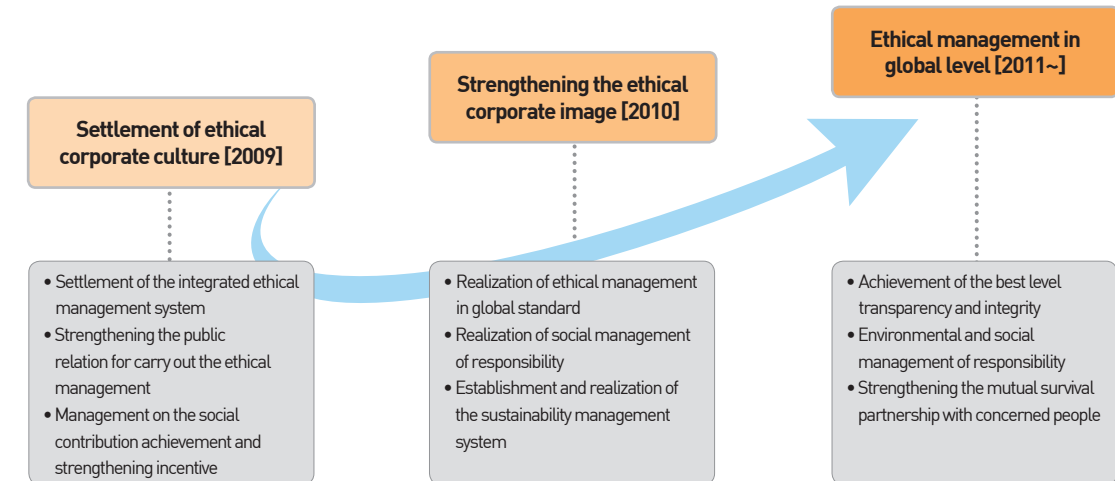 Settlement of ethical
corporate culture [2009]
• Settlement of the integrated ethical
management system
• Strengthening the public
relation for carry out the ethical
management
• Management on the social
contribution achievement and
strengthening incentive
Strengthening the ethical
corporate image [2010]
• Realization of ethical management
in global standard
• Realization of social management
of responsibility
• Establishment and realization of
the sustainability management
system
Ethical management in
global level [2011~]
• Achievement of the best level
transparency and integrity
• Environmental and social
management of responsibility
• Strengthening the mutual survival
partnership with concerned people